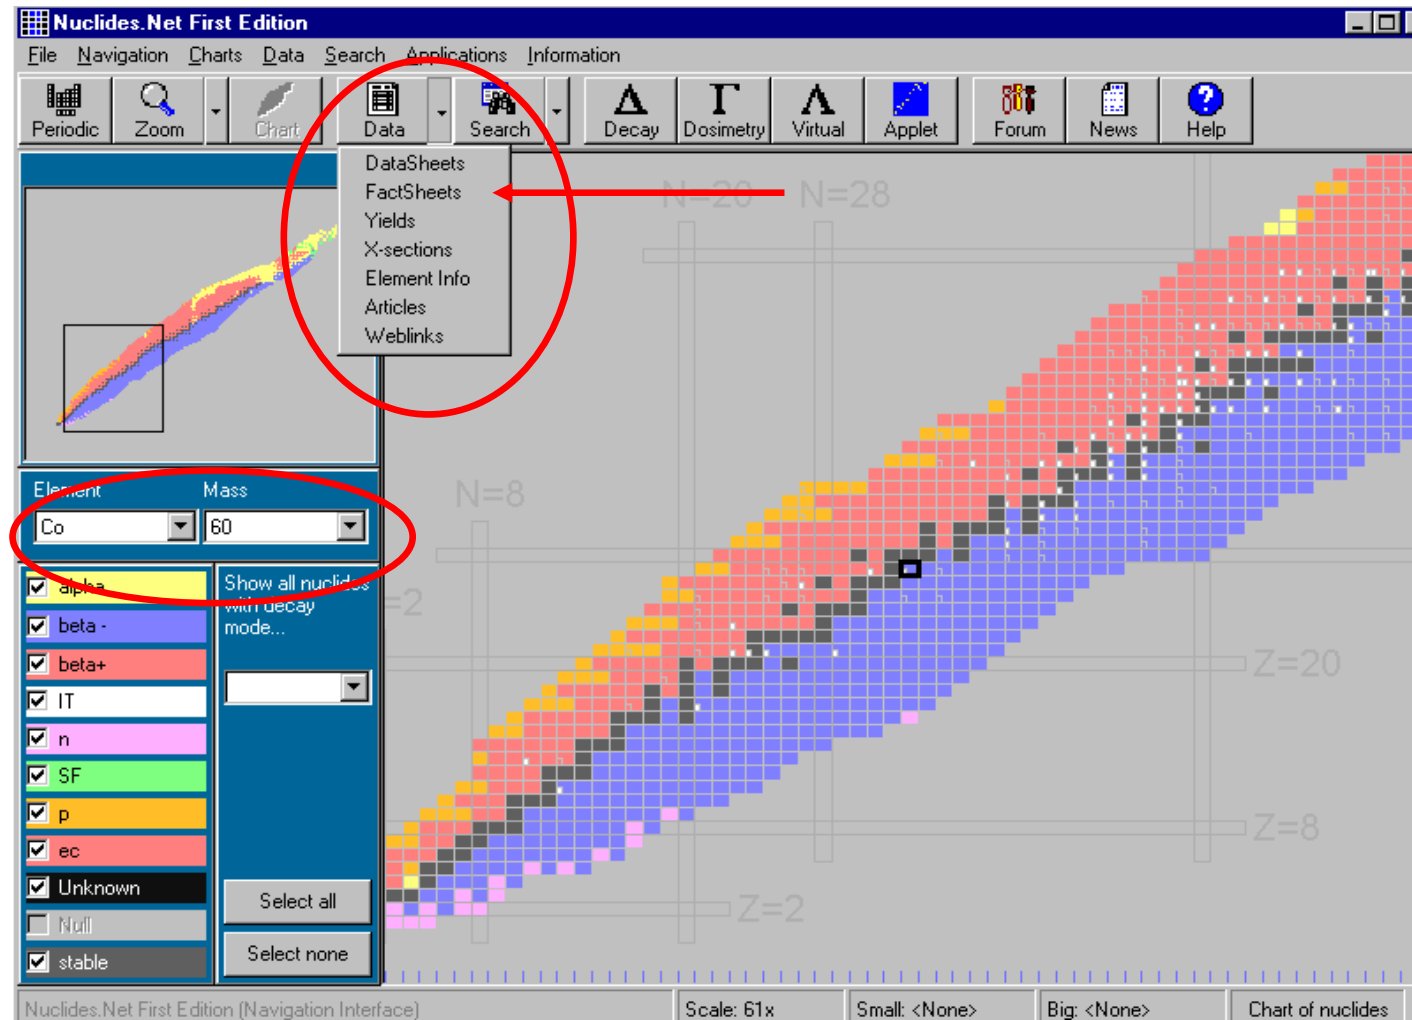 Nuclides.Net First Edition
File Navigation Charts Data Search Applications Information
Periodic Zoom Chart Data Search Decay Dosimetry Virtual Applet Forum News Help
Δ Γ Λ
DataSheets
FactSheets
Yields
X-sections
Element Info
Articles
Weblinks
N=20 N=28
Element Mass
Co 60
N=8
alpha
beta -
beta+
IT
n
SF
p
ec
Unknown
Null
stable
Show all nuclides
with decay
mode...
Select all
Select none
=2
Z=20
Z=8
Z=2
Nuclides.Net First Edition (Navigation Interface) Scale: 61x Small: <None> Big: <None> Chart of nuclides